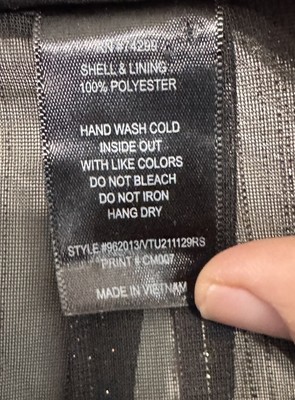 RN #74297
SHELL & LINING
100% POLYESTER
HAND WASH COLD
INSIDE OUT
WITH LIKE COLORS
DO NOT BLEACH
DO NOT IRON
HANG DRY
STYLE #962013/VTU211129RS
PRINT # CM007
MADE IN VIETNAM